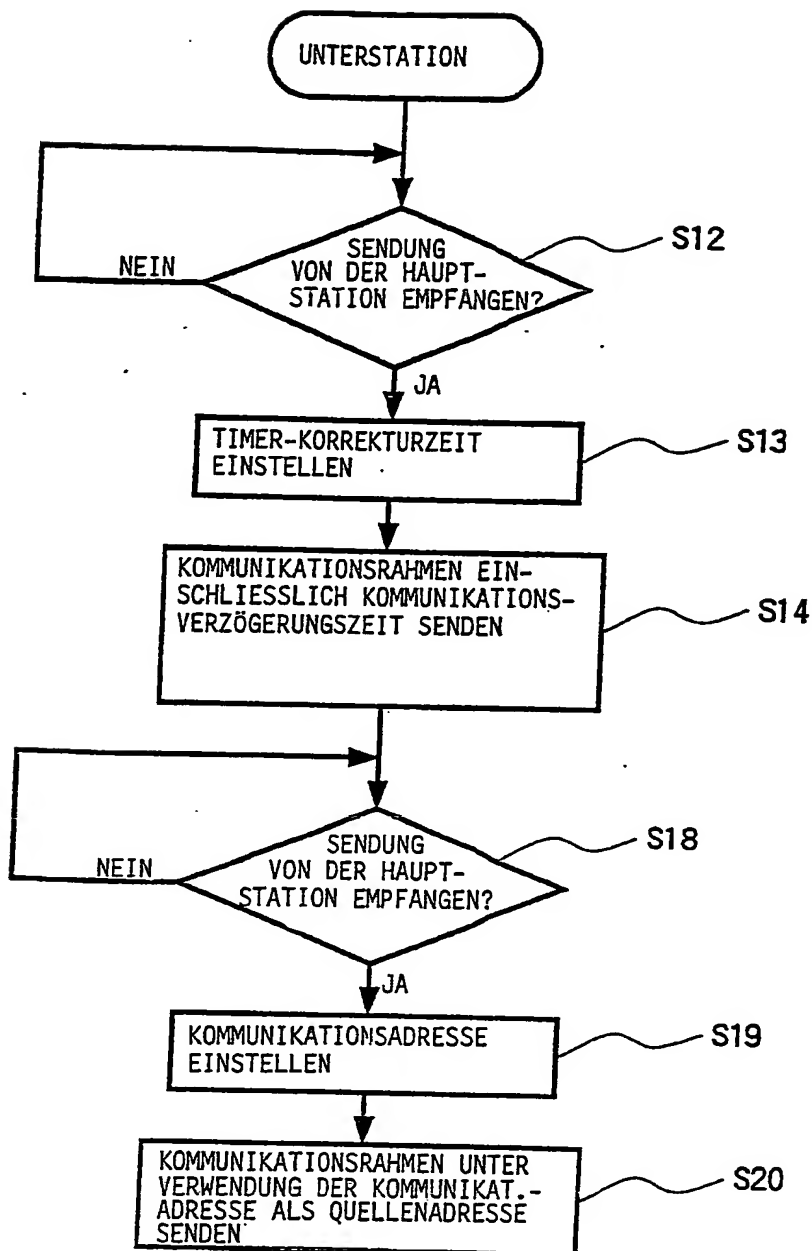 UNTERSTATION
SENDUNG
VON DER HAUPT-
STATION EMPFANGEN?
S12
NEIN
JA
TIMER-KORREKTURZEIT
EINSTELLEN
S13
KOMMUNIKATIONSRAHMEN EIN-
SCHLIESSLICH KOMMUNIKATIONS-
VERZÖGERUNGSZEIT SENDEN
S14
SENDUNG
VON DER HAUPT-
STATION EMPFANGEN?
S18
NEIN
JA
KOMMUNIKATIONSADRESSE
EINSTELLEN
S19
KOMMUNIKATIONSRAHMEN UNTER
VERWENDUNG DER KOMMUNIKAT.-
ADRESSE ALS QUELLENADRESSE
SENDEN
S20